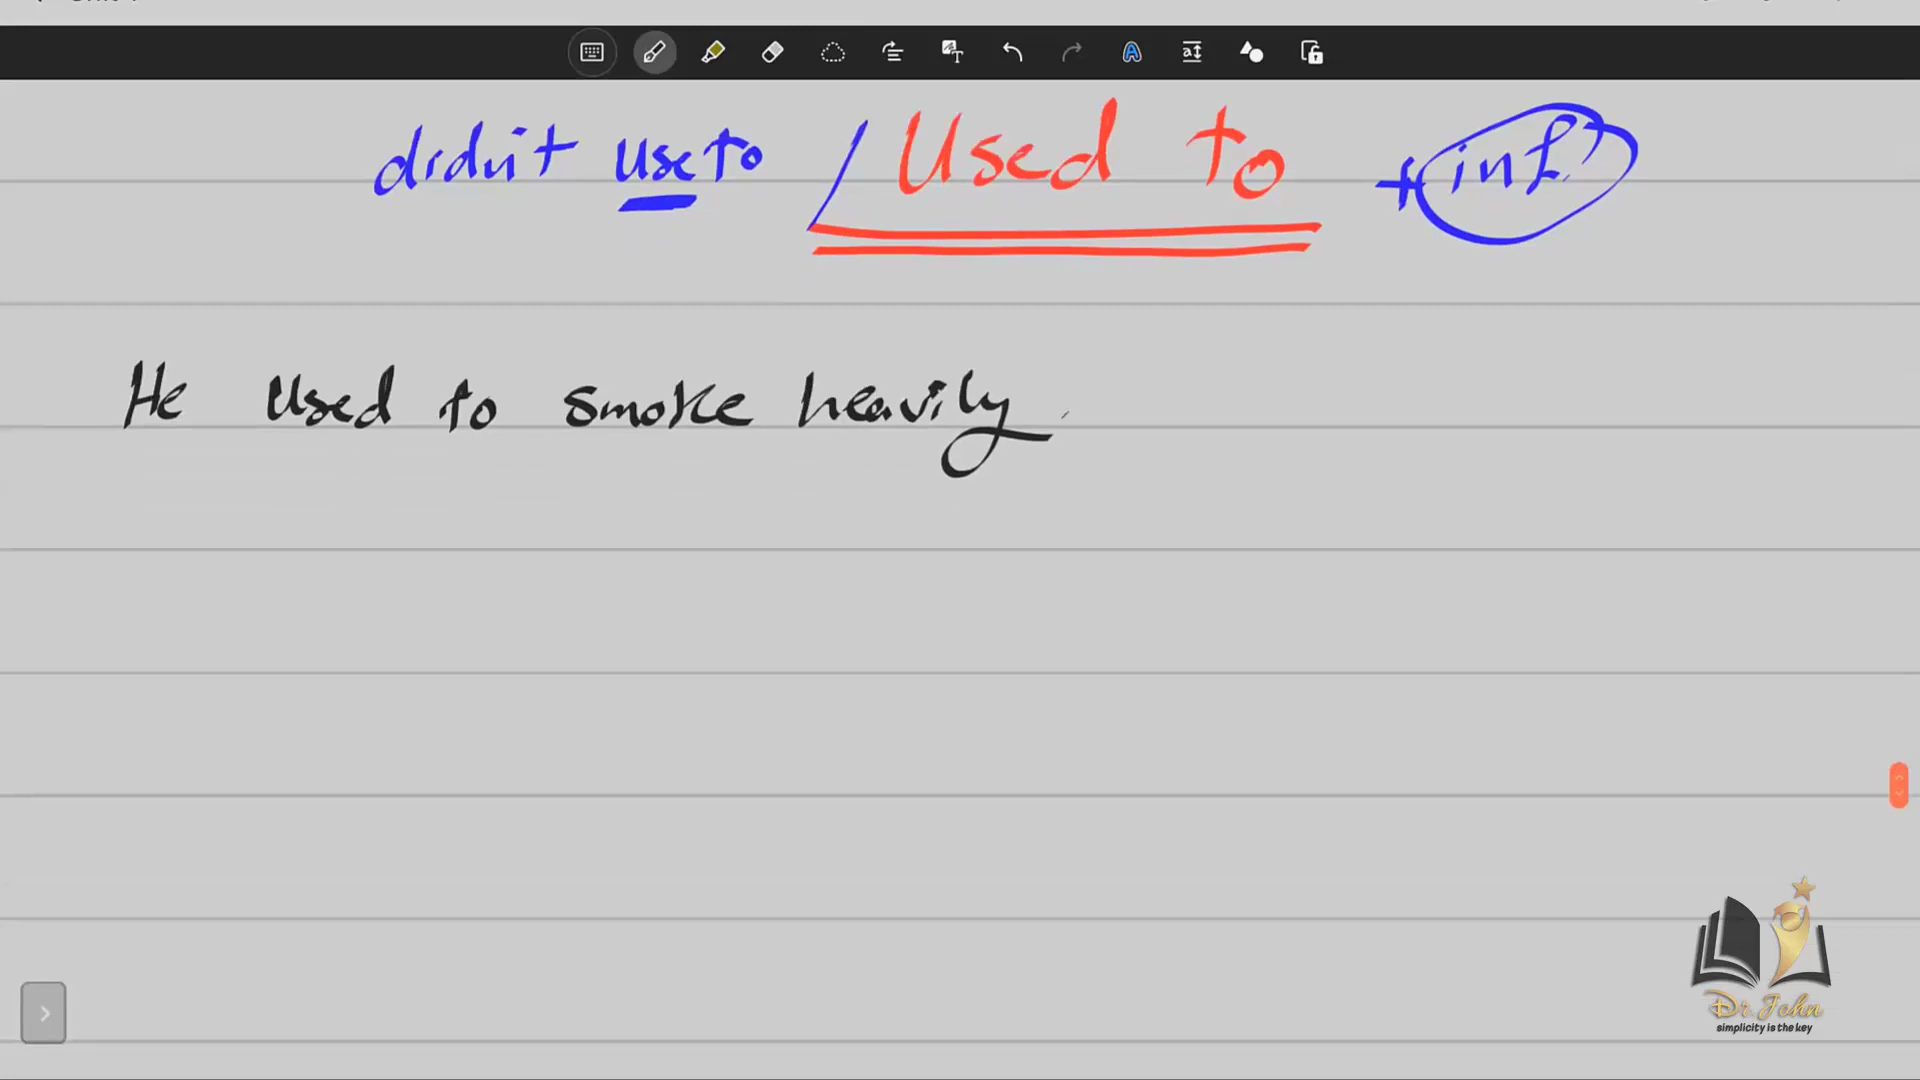 didn't use to / Used to + inf
He used to smoke heavily
Dr. John
simplicity is the key